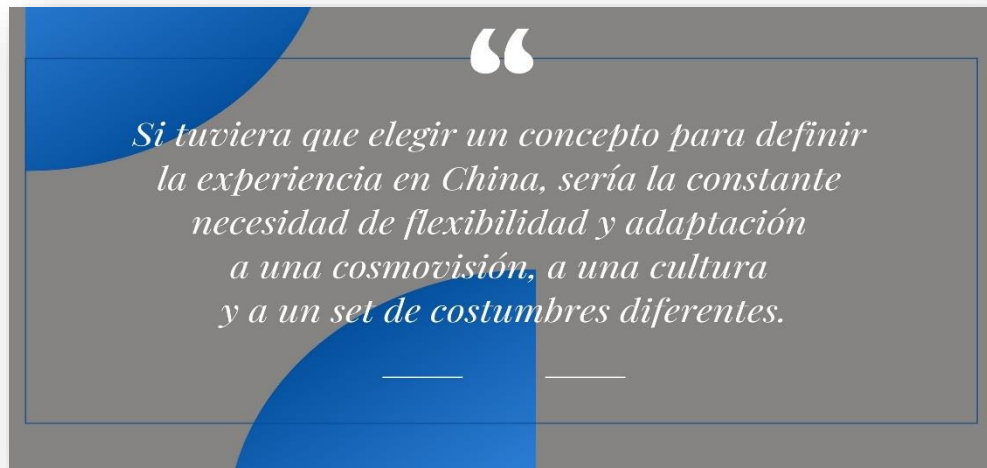 “
Si tuviera que elegir un concepto para definir
la experiencia en China, sería la constante
necesidad de flexibilidad y adaptación
a una cosmovisión, a una cultura
y a un set de costumbres diferentes.